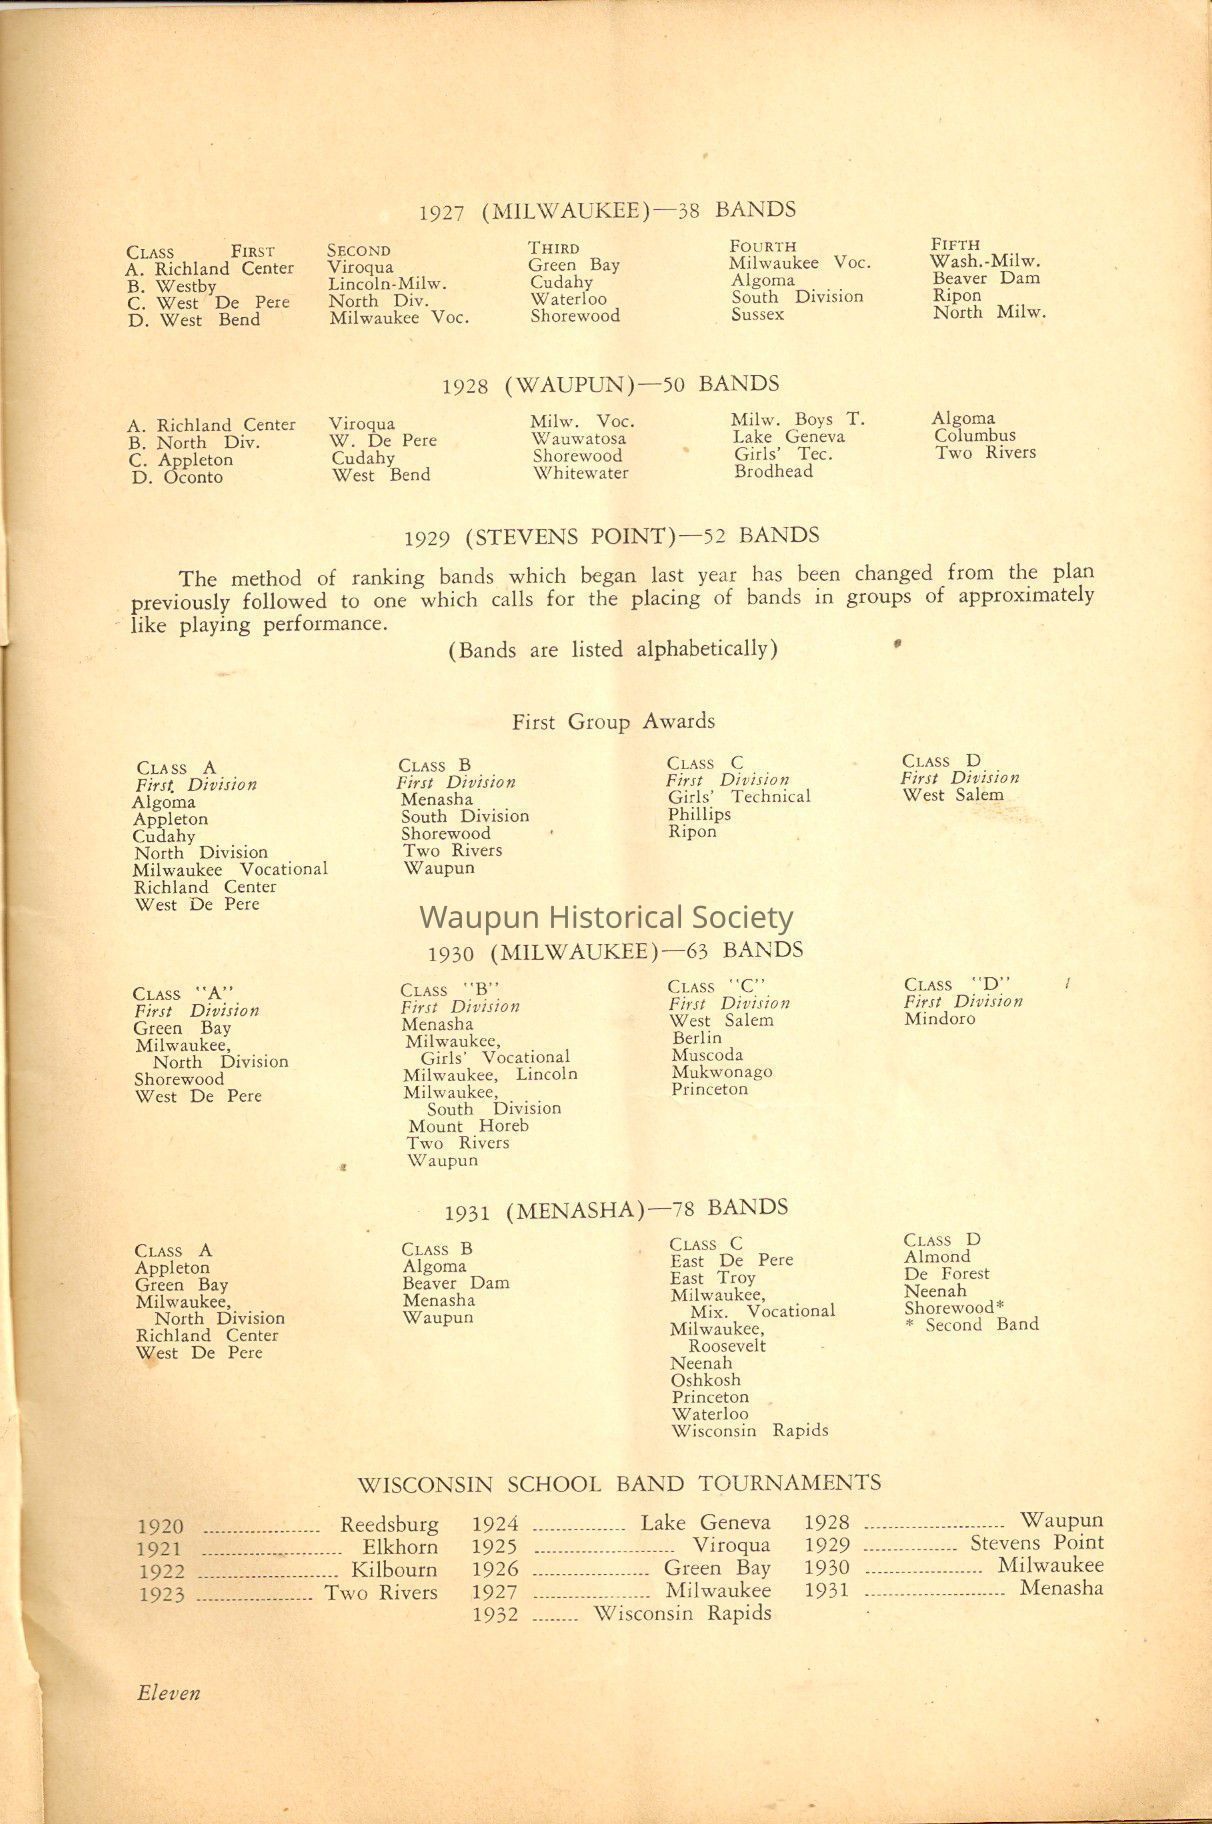 1927 (MILWAUKEE)—38 BANDS
CLASS FIRST SECOND THIRD FOURTH FIFTH
A. Richland Center Viroqua Green Bay Milwaukee Voc. Wash.-Milw.
B. Westby Lincoln-Milw. Cudahy Algoma Beaver Dam
C. West De Pere North Div. Waterloo South Division Ripon
D. West Bend Milwaukee Voc. Shorewood Sussex North Milw.
1928 (WAUPUN)—50 BANDS
A. Richland Center Viroqua Milw. Voc. Milw. Boys T. Algoma
B. North Div. W. De Pere Wauwatosa Lake Geneva Columbus
C. Appleton Cudahy Shorewood Girls' Tec. Two Rivers
D. Oconto West Bend Whitewater Brodhead
1929 (STEVENS POINT)—52 BANDS
The method of ranking bands which began last year has been changed from the plan
previously followed to one which calls for the placing of bands in groups of approximately
like playing performance.
(Bands are listed alphabetically)
First Group Awards
CLASS A
First Division
Algoma
Appleton
Cudahy
North Division
Milwaukee Vocational
Richland Center
West De Pere
CLASS B
First Division
Menasha
South Division
Shorewood
Two Rivers
Waupun
CLASS C
First Division
Girls' Technical
Phillips
Ripon
CLASS D
First Division
West Salem
Waupun Historical Society
1930 (MILWAUKEE)—63 BANDS
CLASS "A"
First Division
Green Bay
Milwaukee,
North Division
Shorewood
West De Pere
CLASS "B"
First Division
Menasha
Milwaukee,
Girls' Vocational
Milwaukee, Lincoln
Milwaukee,
South Division
Mount Horeb
Two Rivers
Waupun
CLASS "C"
First Division
West Salem
Berlin
Muscoda
Mukwonago
Princeton
CLASS "D"
First Division
Mindoro
1931 (MENASHA)—78 BANDS
CLASS A
Appleton
Green Bay
Milwaukee,
North Division
Richland Center
West De Pere
CLASS B
Algoma
Beaver Dam
Menasha
Waupun
CLASS C
East De Pere
East Troy
Milwaukee,
Mix. Vocational
Milwaukee,
Roosevelt
Neenah
Oshkosh
Princeton
Waterloo
Wisconsin Rapids
CLASS D
Almond
De Forest
Neenah
Shorewood*
* Second Band
WISCONSIN SCHOOL BAND TOURNAMENTS
1920 .................... Reedsburg 1924 ................ Lake Geneva 1928 ........................ Waupun
1921 ........................ Elkhorn 1925 ........................ Viroqua 1929 ................ Stevens Point
1922 ........................ Kilbourn 1926 .................... Green Bay 1930 .................... Milwaukee
1923 .................... Two Rivers 1927 .................... Milwaukee 1931 ........................ Menasha
1932 ........ Wisconsin Rapids
Eleven